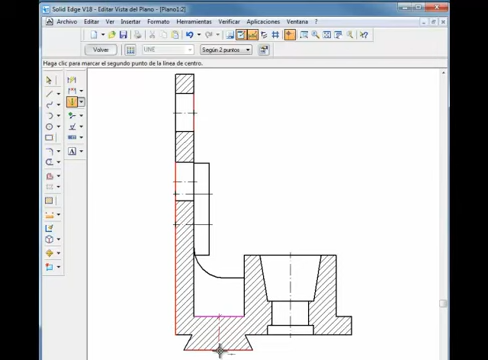 Solid Edge V18 - Editar Vista del Plano - [Plano1:2]
Archivo Editar Ver Insertar Formato Herramientas Verificar Aplicaciones Ventana ?
Volver UNE Según 2 puntos
Haga clic para marcar el segundo punto de la línea de centro.
A